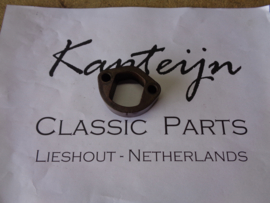 Kanteijn
Classic Parts
Lieshout - Netherlands